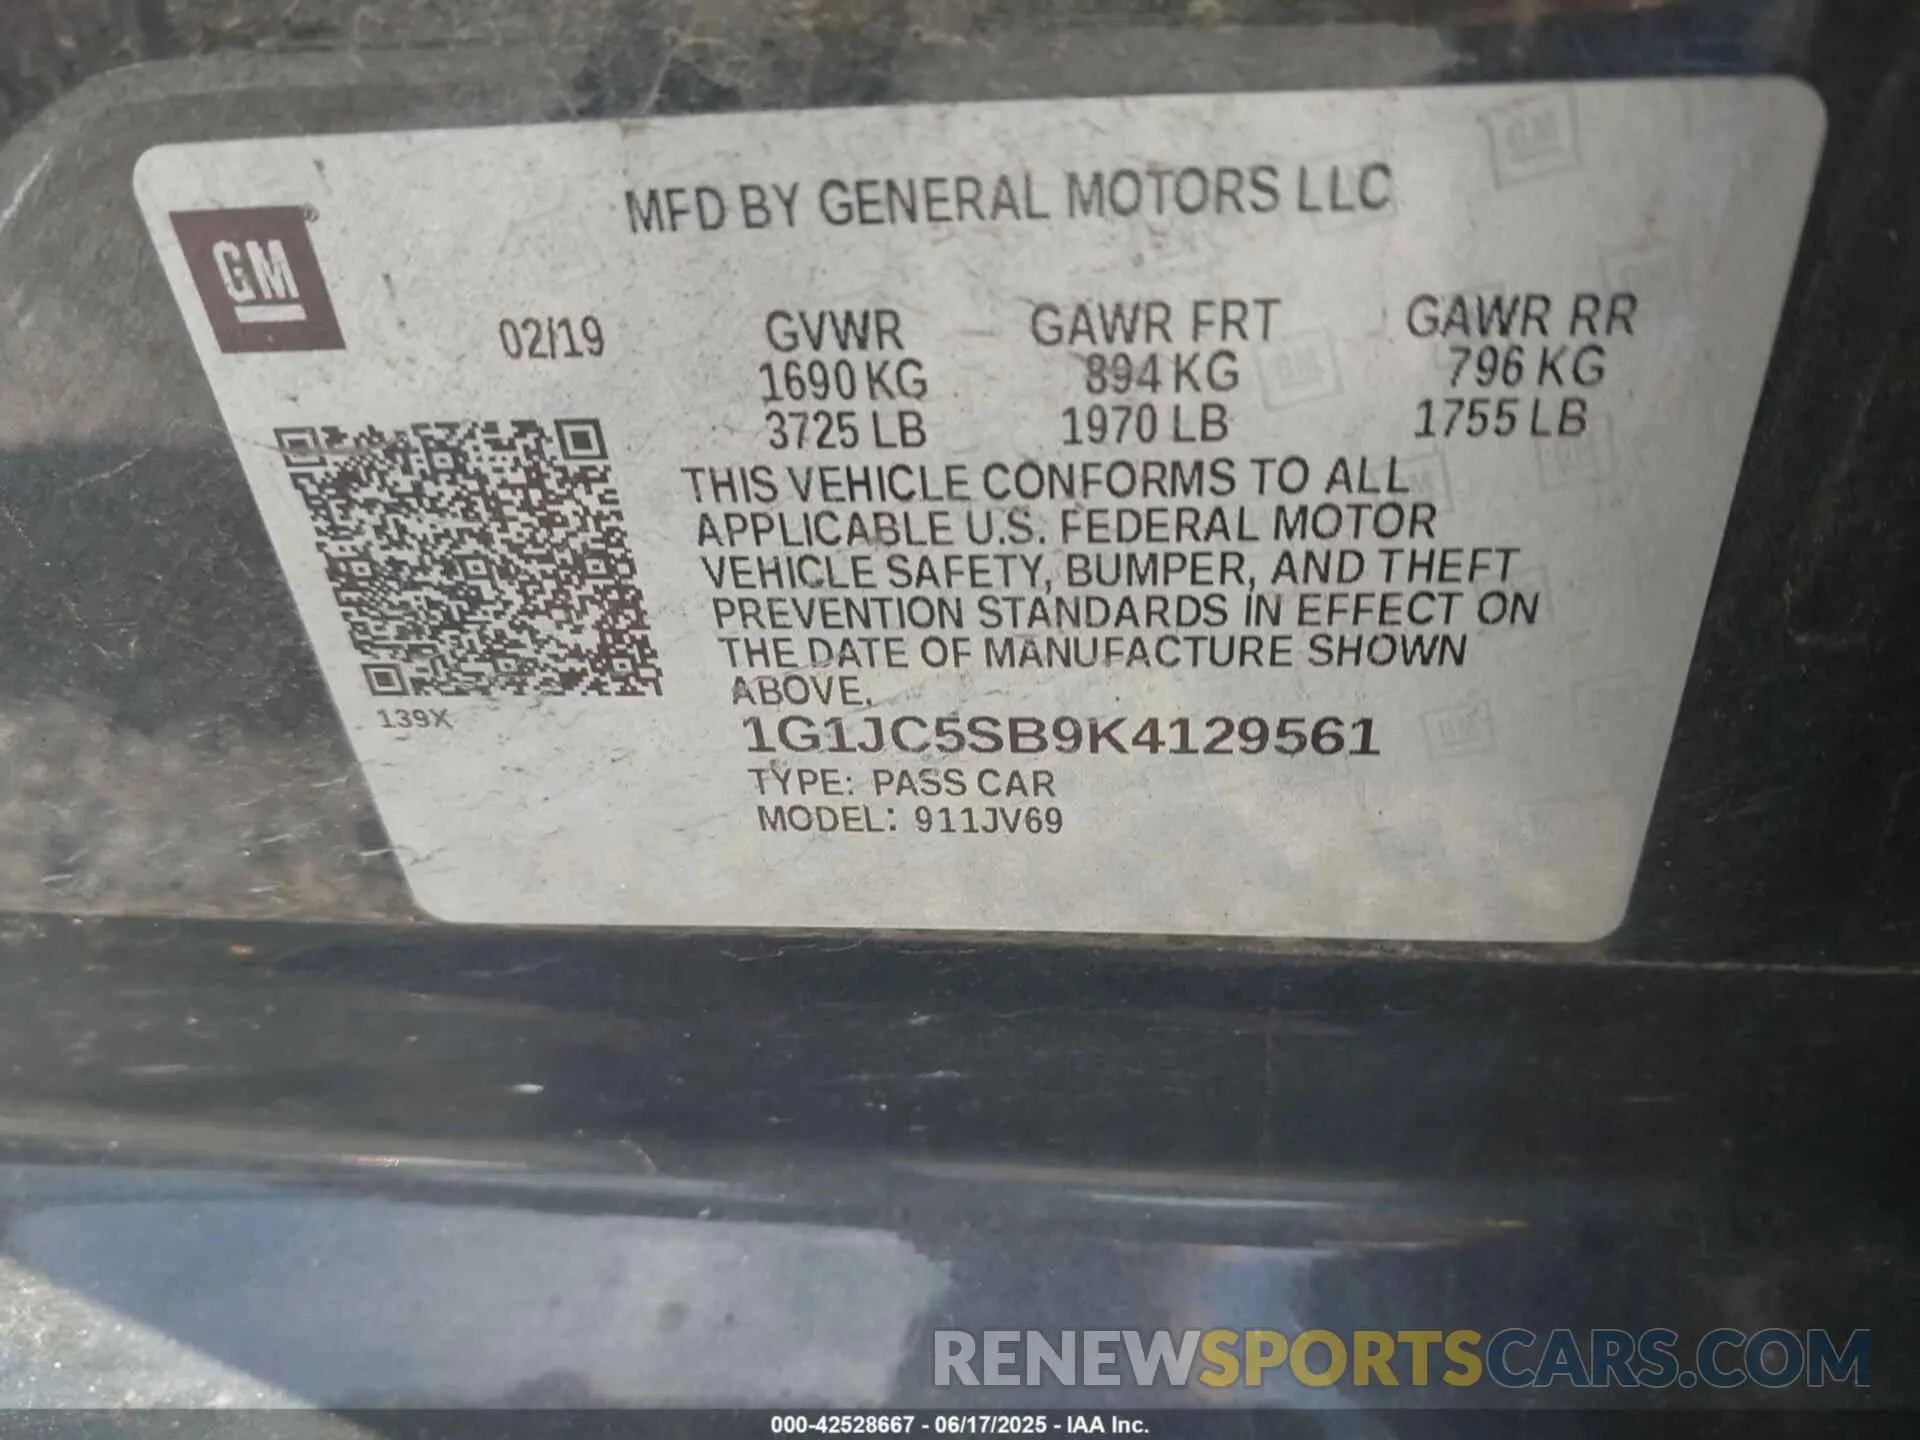 MFD BY GENERAL MOTORS LLC
GM
02/19
GVWR
1690 KG
3725 LB
GAWR FRT
894 KG
1970 LB
GAWR RR
796 KG
1755 LB
THIS VEHICLE CONFORMS TO ALL
APPLICABLE U.S. FEDERAL MOTOR
VEHICLE SAFETY, BUMPER, AND THEFT
PREVENTION STANDARDS IN EFFECT ON
THE DATE OF MANUFACTURE SHOWN
ABOVE.
139X
1G1JC5SB9K4129561
TYPE: PASS CAR
MODEL: 911JV69
RENEWSPORTSCARS.COM
000-42528667 - 06/17/2025 - IAA Inc.